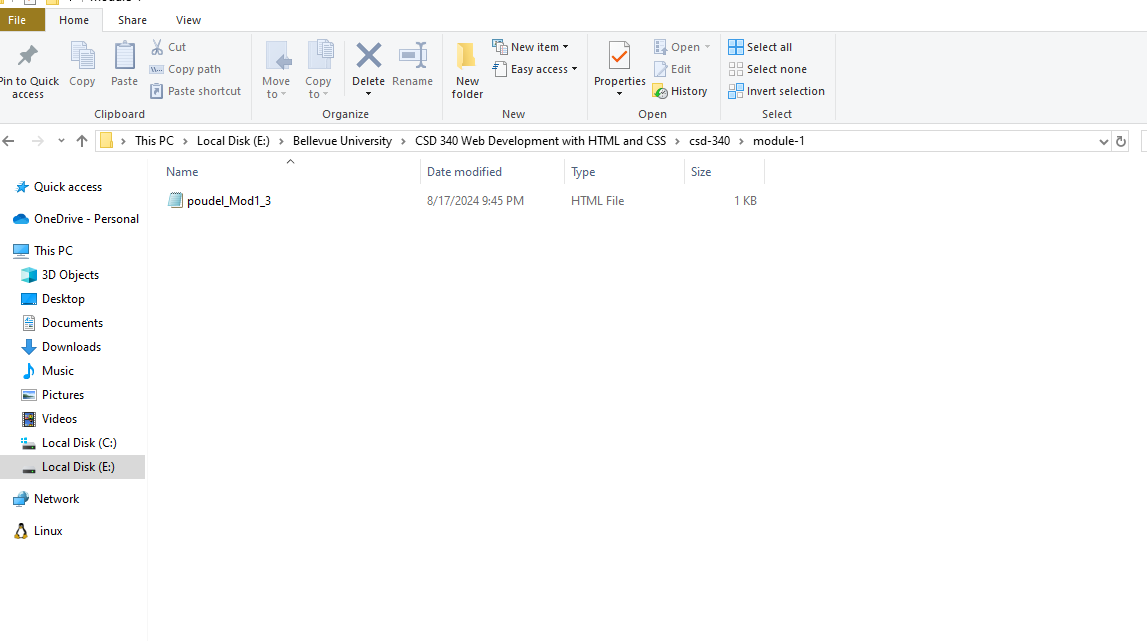 File Home Share View
Pin to Quick access
Copy
Paste
Cut
Copy path
Paste shortcut
Clipboard
Move to
Copy to
Delete
Rename
Organize
New folder
New item
Easy access
New
Properties
Open
Edit
History
Open
Select all
Select none
Invert selection
Select
This PC > Local Disk (E:) > Bellevue University > CSD 340 Web Development with HTML and CSS > csd-340 > module-1
Name Date modified Type Size
poudel_Mod1_3 8/17/2024 9:45 PM HTML File 1 KB
Quick access
OneDrive - Personal
This PC
3D Objects
Desktop
Documents
Downloads
Music
Pictures
Videos
Local Disk (C:)
Local Disk (E:)
Network
Linux